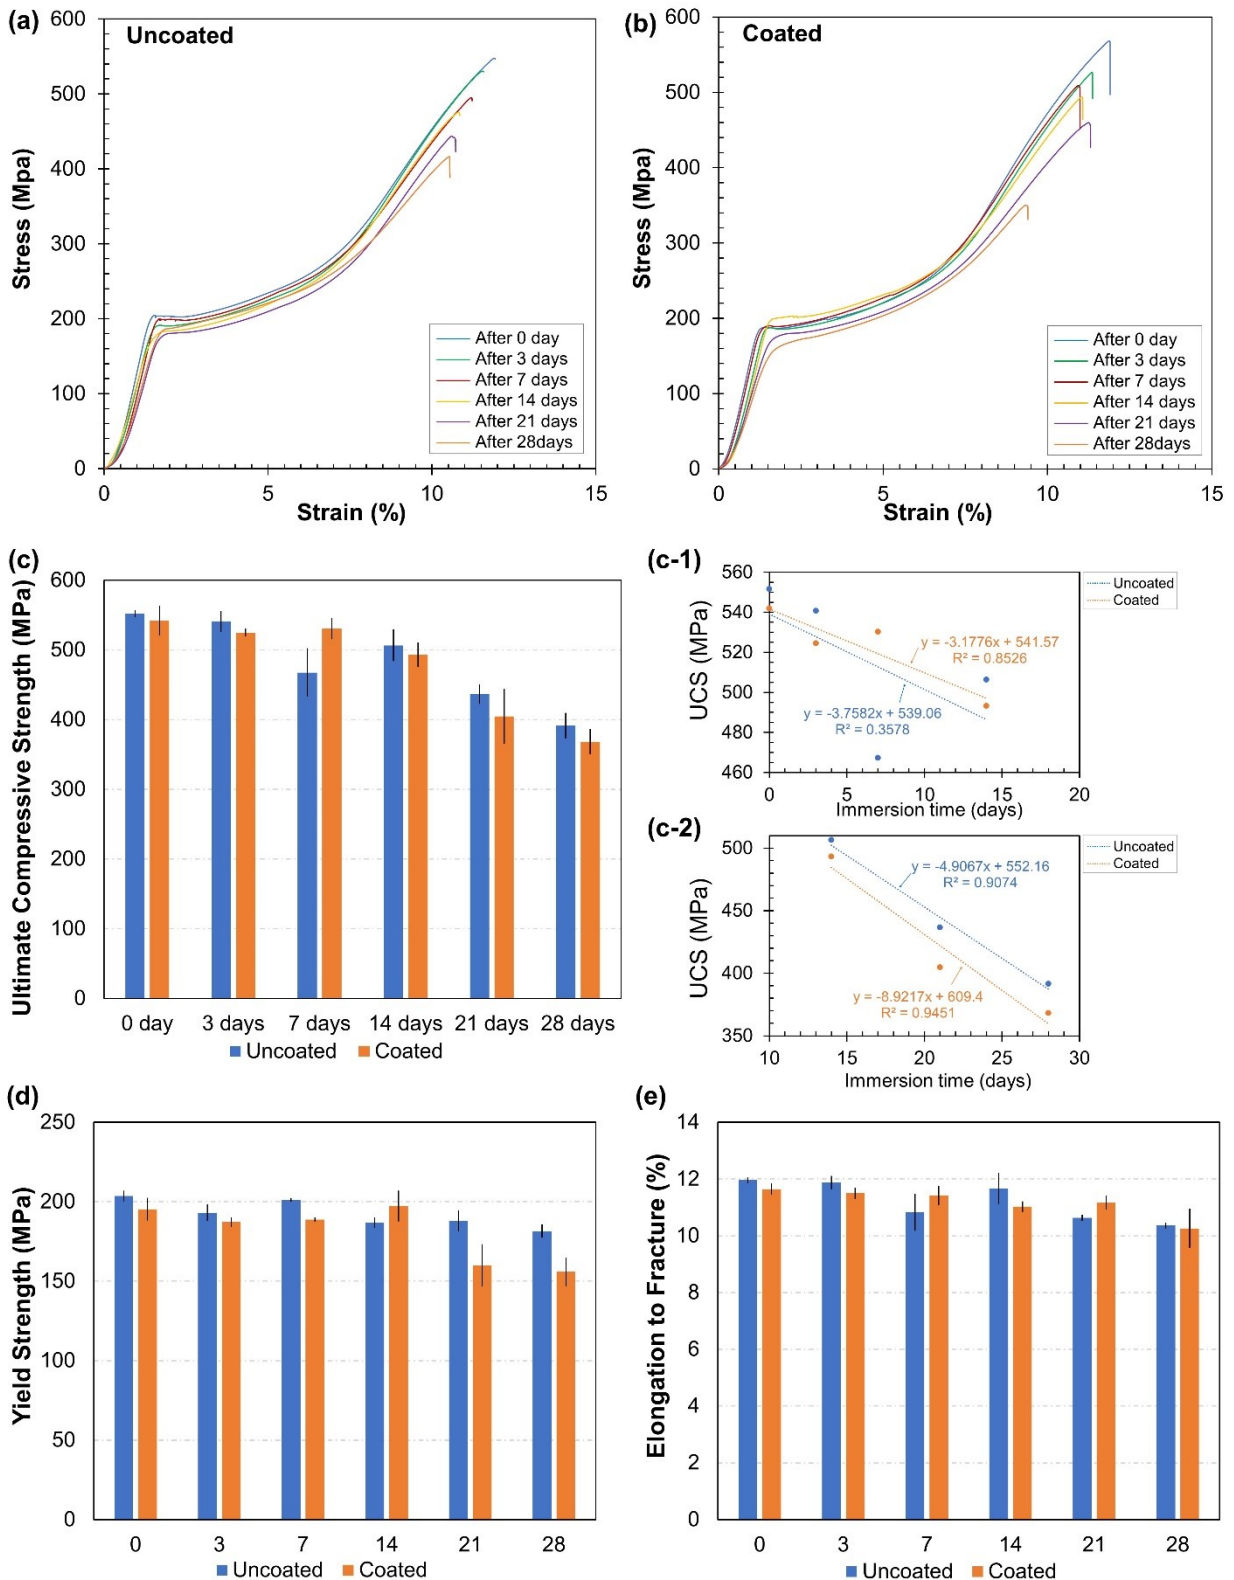 (a)
Uncoated
600
500
400
300
200
100
0
Stress (Mpa)
After 0 day
After 3 days
After 7 days
After 14 days
After 21 days
After 28days
0
5
10
15
Strain (%)
(b)
Coated
600
500
400
300
200
100
0
Stress (Mpa)
After 0 day
After 3 days
After 7 days
After 14 days
After 21 days
After 28days
0
5
10
15
Strain (%)
(c)
600
500
400
300
200
100
0
Ultimate Compressive Strength (MPa)
0 day
3 days
7 days
14 days
21 days
28 days
Uncoated
Coated
(c-1)
560
540
520
500
480
460
UCS (MPa)
Uncoated
Coated
y = -3.1776x + 541.57
R² = 0.8526
y = -3.7582x + 539.06
R² = 0.3578
0
5
10
15
20
Immersion time (days)
(c-2)
500
450
400
350
UCS (MPa)
Uncoated
Coated
y = -4.9067x + 552.16
R² = 0.9074
y = -8.9217x + 609.4
R² = 0.9451
10
15
20
25
30
Immersion time (days)
(d)
250
200
150
100
50
0
Yield Strength (MPa)
0
3
7
14
21
28
Uncoated
Coated
(e)
14
12
10
8
6
4
2
0
Elongation to Fracture (%)
0
3
7
14
21
28
Uncoated
Coated